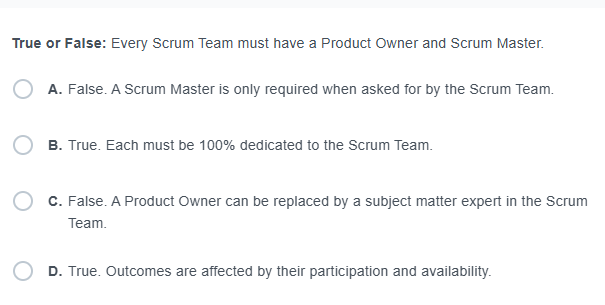 True or False: Every Scrum Team must have a Product Owner and Scrum Master.
A. False. A Scrum Master is only required when asked for by the Scrum Team.
B. True. Each must be 100% dedicated to the Scrum Team.
C. False. A Product Owner can be replaced by a subject matter expert in the Scrum
Team.
D. True. Outcomes are affected by their participation and availability.